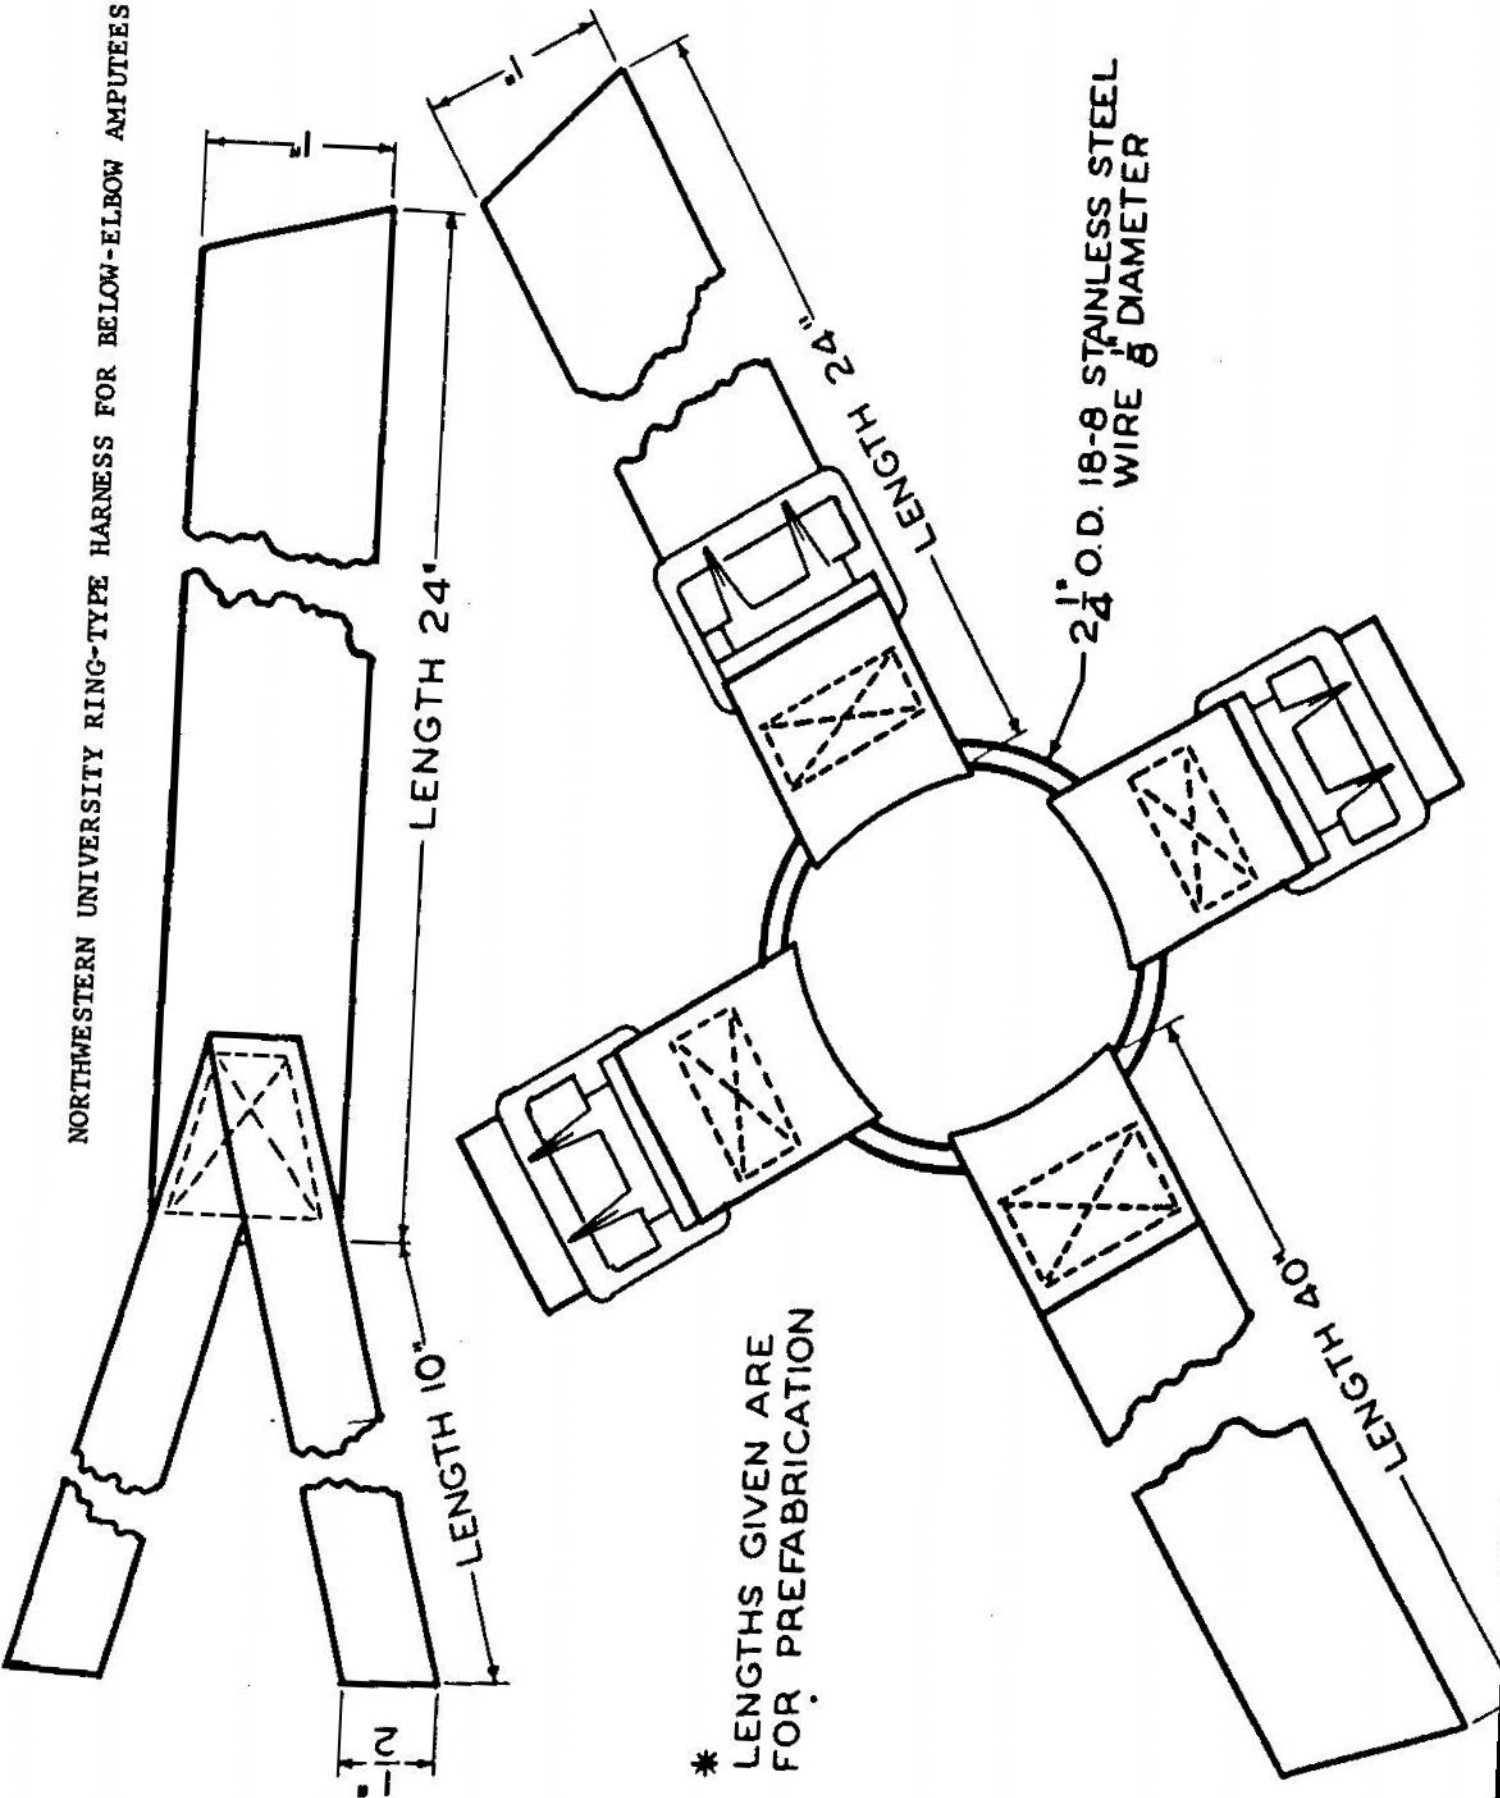 NORTHWESTERN UNIVERSITY RING-TYPE HARNESS FOR BELOW-ELBOW AMPUTEES
1"
1"
LENGTH 24"
LENGTH 24"
2 1/4" O.D. 18-8 STAINLESS STEEL
WIRE 1/8" DIAMETER
LENGTH 10"
1/2"
LENGTH 40"
* LENGTHS GIVEN ARE
FOR PREFABRICATION